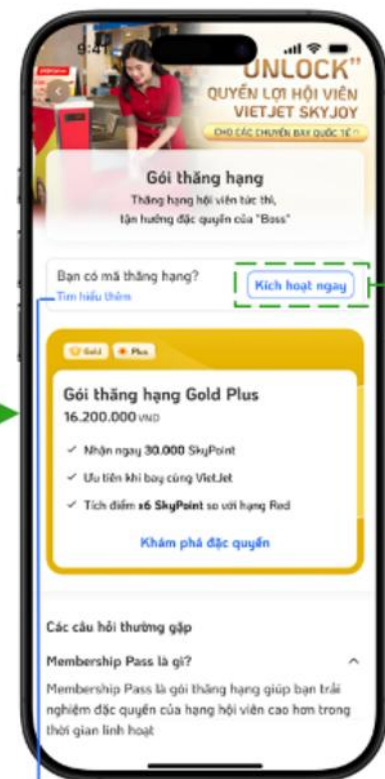 9:41
UNLOCK”
QUYỀN LỢI HỘI VIÊN
VIETJET SKYJOY
CHO CÁC CHUYẾN BAY QUỐC TẾ
Gói thăng hạng
Thăng hạng hội viên tức thì,
tận hưởng đặc quyền của "Boss"
Bạn có mã thăng hạng?
Tìm hiểu thêm
Kích hoạt ngay
Gold
Plus
Gói thăng hạng Gold Plus
16.200.000 VND
✓ Nhận ngay 30.000 SkyPoint
✓ Ưu tiên khi bay cùng VietJet
✓ Tích điểm x6 SkyPoint so với hạng Red
Khám phá đặc quyền
Các câu hỏi thường gặp
Membership Pass là gì?
Membership Pass là gói thăng hạng giúp bạn trải
nghiệm đặc quyền của hạng hội viên cao hơn trong
thời gian linh hoạt